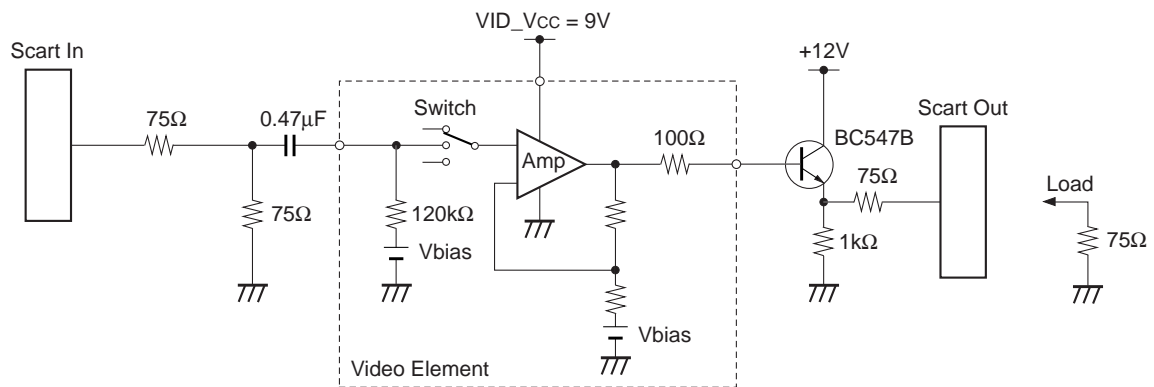 VID_VCC = 9V
Scart In
+12V
Switch
Scart Out
75Ω
0.47μF
100Ω
BC547B
Amp
75Ω
Load
75Ω
120kΩ
1kΩ
75Ω
Vbias
Vbias
Video Element